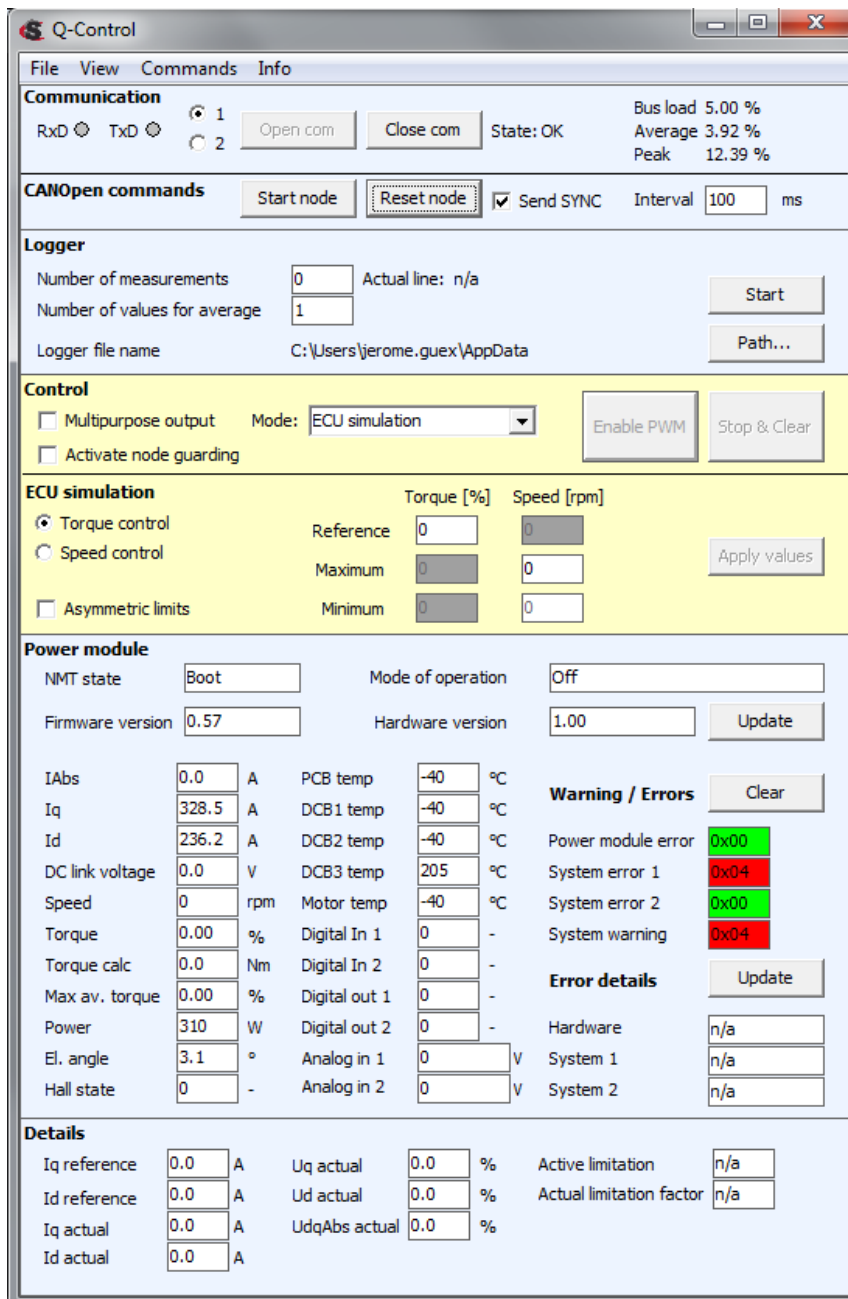 Q-Control
File View Commands Info
Communication
RxD TxD 1 2 Open com Close com State: OK
Bus load 5.00 %
Average 3.92 %
Peak 12.39 %
CANOpen commands Start node Reset node Send SYNC Interval 100 ms
Logger
Number of measurements 0 Actual line: n/a
Number of values for average 1
Start
Logger file name C:\Users\jerome.guex\AppData Path...
Control
Multipurpose output Mode: ECU simulation Enable PWM Stop & Clear
Activate node guarding
ECU simulation Torque [%] Speed [rpm]
Torque control Reference 0 0
Speed control
Maximum 0 0 Apply values
Asymmetric limits Minimum 0 0
Power module
NMT state Boot Mode of operation Off
Firmware version 0.57 Hardware version 1.00 Update
IAbs 0.0 A PCB temp -40 °C Warning / Errors Clear
Iq 328.5 A DCB1 temp -40 °C
Id 236.2 A DCB2 temp -40 °C Power module error 0x00
DC link voltage 0.0 V DCB3 temp 205 °C System error 1 0x04
Speed 0 rpm Motor temp -40 °C System error 2 0x00
Torque 0.00 % Digital In 1 0 - System warning 0x04
Torque calc 0.0 Nm Digital In 2 0 - Error details Update
Max av. torque 0.00 % Digital out 1 0 -
Power 310 W Digital out 2 0 - Hardware n/a
El. angle 3.1 ° Analog in 1 0 V System 1 n/a
Hall state 0 - Analog in 2 0 V System 2 n/a
Details
Iq reference 0.0 A Uq actual 0.0 % Active limitation n/a
Id reference 0.0 A Ud actual 0.0 % Actual limitation factor n/a
Iq actual 0.0 A UdqAbs actual 0.0 %
Id actual 0.0 A